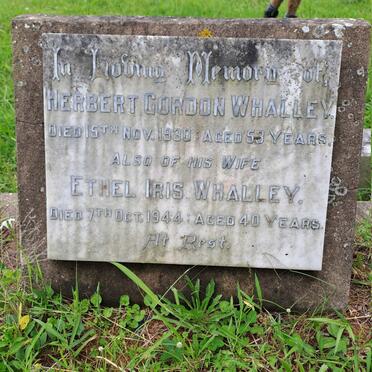 In Loving Memory of
HERBERT GORDON WHALLEY.
DIED 15TH NOV. 1930: AGED 53 YEARS.
ALSO OF HIS WIFE
ETHEL IRIS WHALLEY.
DIED 7TH OCT. 1944: AGED 40 YEARS.
At Rest.